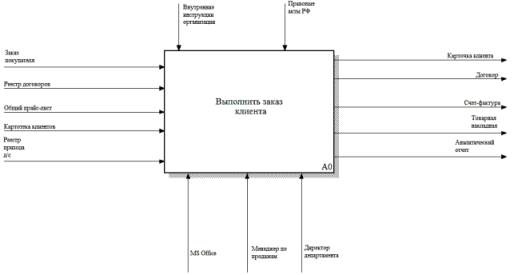 Внутренние
инструкции
организации
Правовые
акты РФ
Заказ
покупателя
Реестр договоров
Общий прайс-лист
Картотека клиентов
Реестр
прихода
д/с
Выполнить заказ
клиента
A0
Карточка клиента
Договор
Счет-фактура
Товарная
накладная
Аналитический
отчет
MS Office
Менеджер по
продажам
Директор
департамента